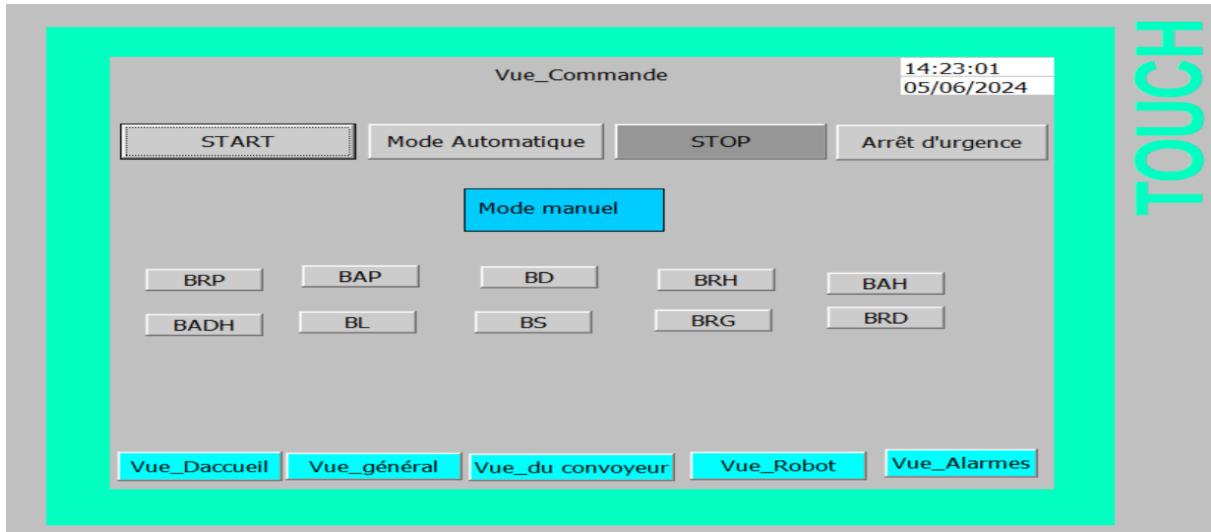 Vue_Commande
14:23:01
05/06/2024
START
Mode Automatique
STOP
Arrêt d'urgence
Mode manuel
BRP
BAP
BD
BRH
BAH
BADH
BL
BS
BRG
BRD
Vue_Daccueil
Vue_général
Vue_du convoyeur
Vue_Robot
Vue_Alarmes
TOUCH